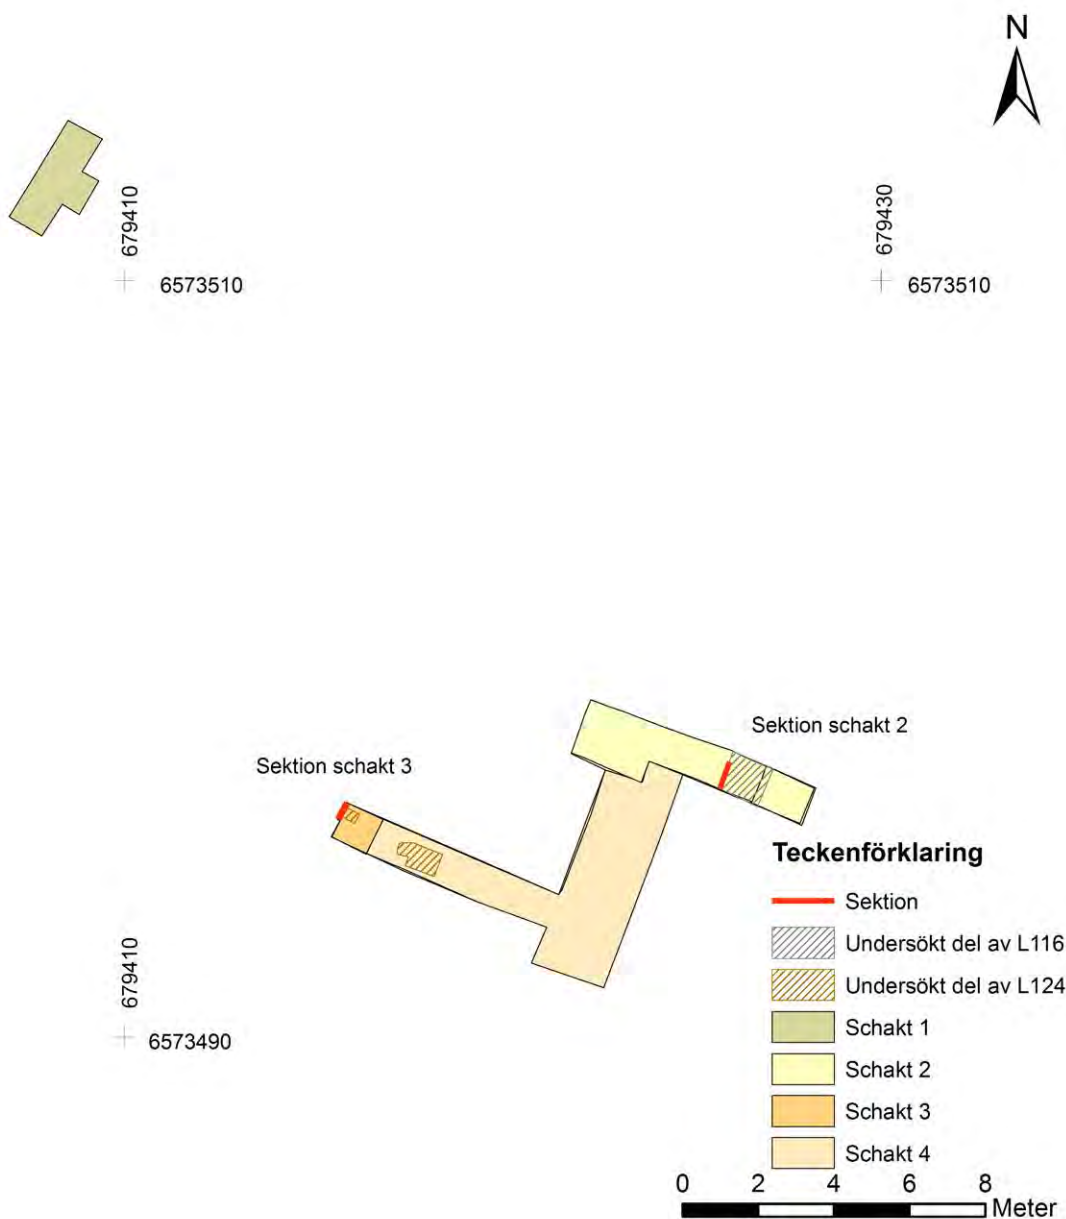 N
679410
679430
6573510
6573510
Sektion schakt 2
Sektion schakt 3
Teckenförklaring
Sektion
Undersökt del av L116
Undersökt del av L124
Schakt 1
Schakt 2
Schakt 3
Schakt 4
679410
6573490
0 2 4 6 8
Meter